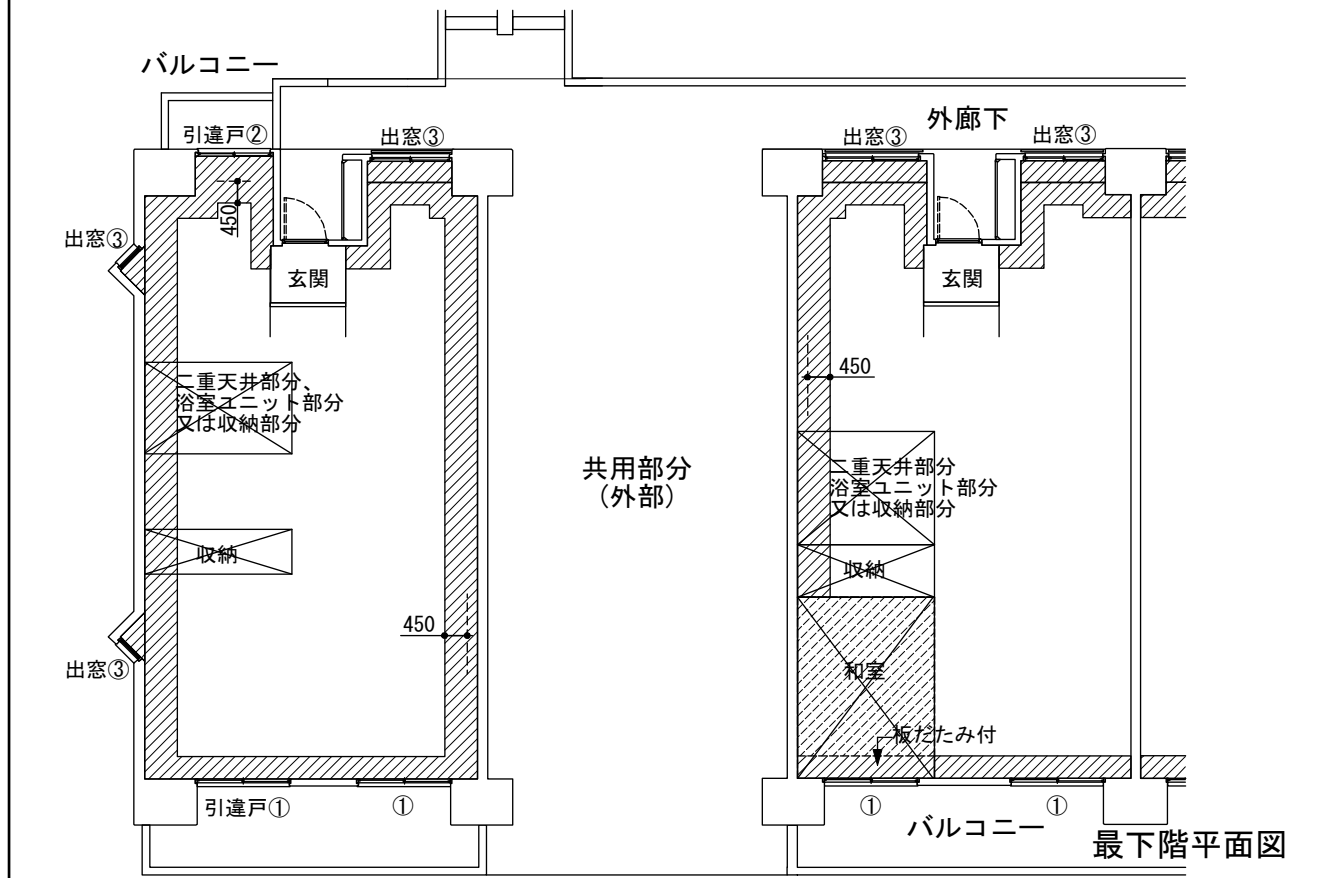 バルコニー
外廊下
引違戸②
出窓③
出窓③
出窓③
450
出窓③
玄関
玄関
450
二重天井部分、
浴室ユニット部分
又は収納部分
共用部分
(外部)
二重天井部分
浴室ユニット部分
又は収納部分
収納
収納
450
出窓③
和室
板だたみ付
引違戸①
①
①
①
バルコニー
最下階平面図